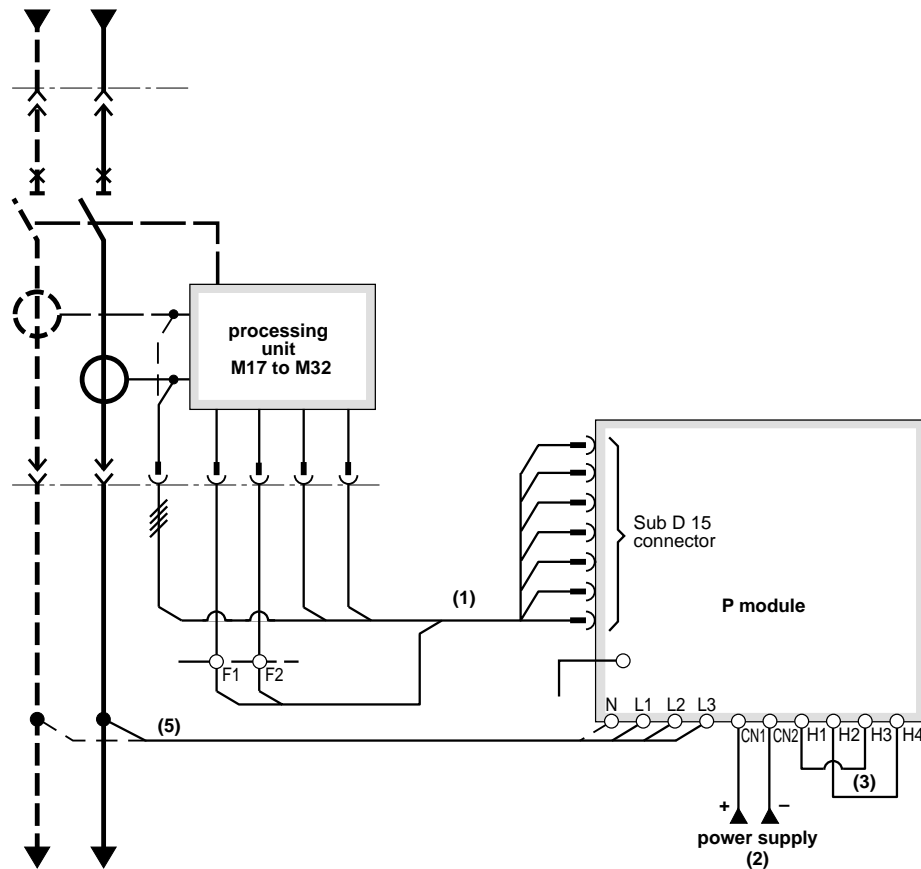 processing
unit
M17 to M32
Sub D 15
connector
(1)
P module
F1 F2
N L1 L2 L3
(5)
CN1 CN2 H1 H2 H3 H4
(3)
+ –
power supply
(2)